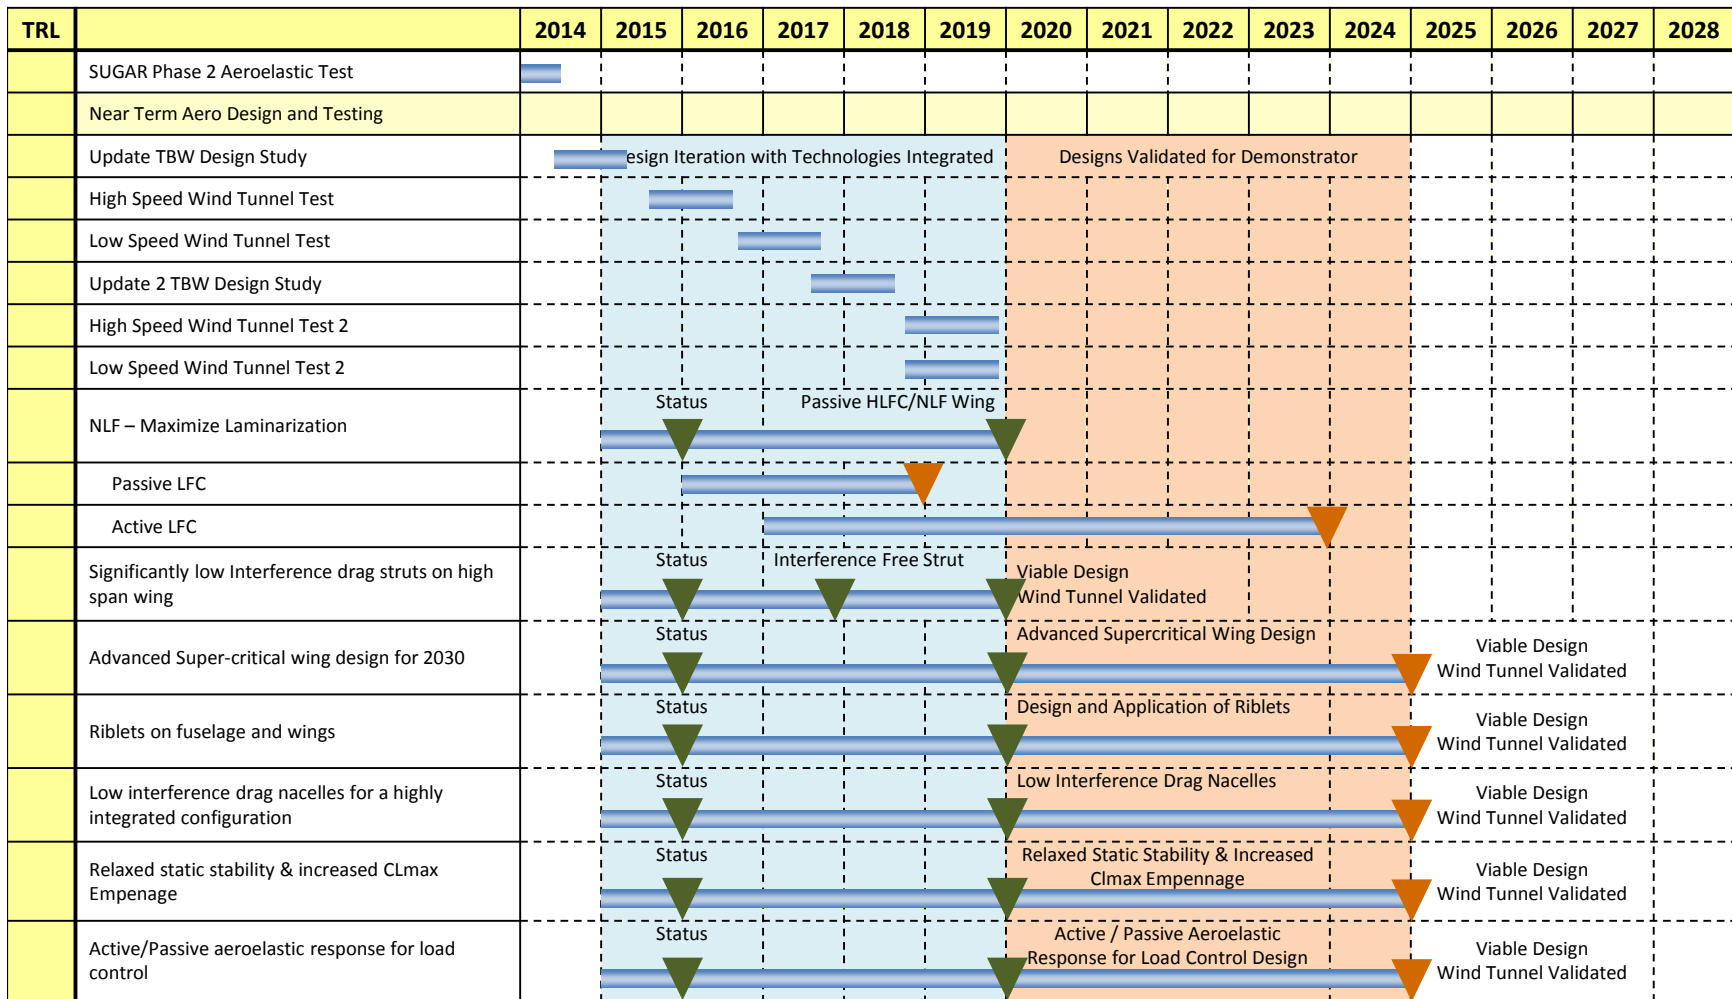 TRL 2014 2015 2016 2017 2018 2019 2020 2021 2022 2023 2024 2025 2026 2027 2028
SUGAR Phase 2 Aeroelastic Test
Near Term Aero Design and Testing
Update TBW Design Study esign Iteration with Technologies Integrated Designs Validated for Demonstrator
High Speed Wind Tunnel Test
Low Speed Wind Tunnel Test
Update 2 TBW Design Study
High Speed Wind Tunnel Test 2
Low Speed Wind Tunnel Test 2
Status Passive HLFC/NLF Wing
NLF – Maximize Laminarization
Passive LFC
Active LFC
Status Interference Free Strut
Significantly low Interference drag struts on high
span wing
Viable Design
Wind Tunnel Validated
Status Advanced Supercritical Wing Design
Advanced Super-critical wing design for 2030
Viable Design
Wind Tunnel Validated
Status Design and Application of Riblets
Riblets on fuselage and wings
Viable Design
Wind Tunnel Validated
Status Low Interference Drag Nacelles
Low interference drag nacelles for a highly
integrated configuration
Viable Design
Wind Tunnel Validated
Status Relaxed Static Stability & Increased
Clmax Empennage
Relaxed static stability & increased CLmax
Empenage
Viable Design
Wind Tunnel Validated
Status Active / Passive Aeroelastic
Response for Load Control Design
Active/Passive aeroelastic response for load
control
Viable Design
Wind Tunnel Validated